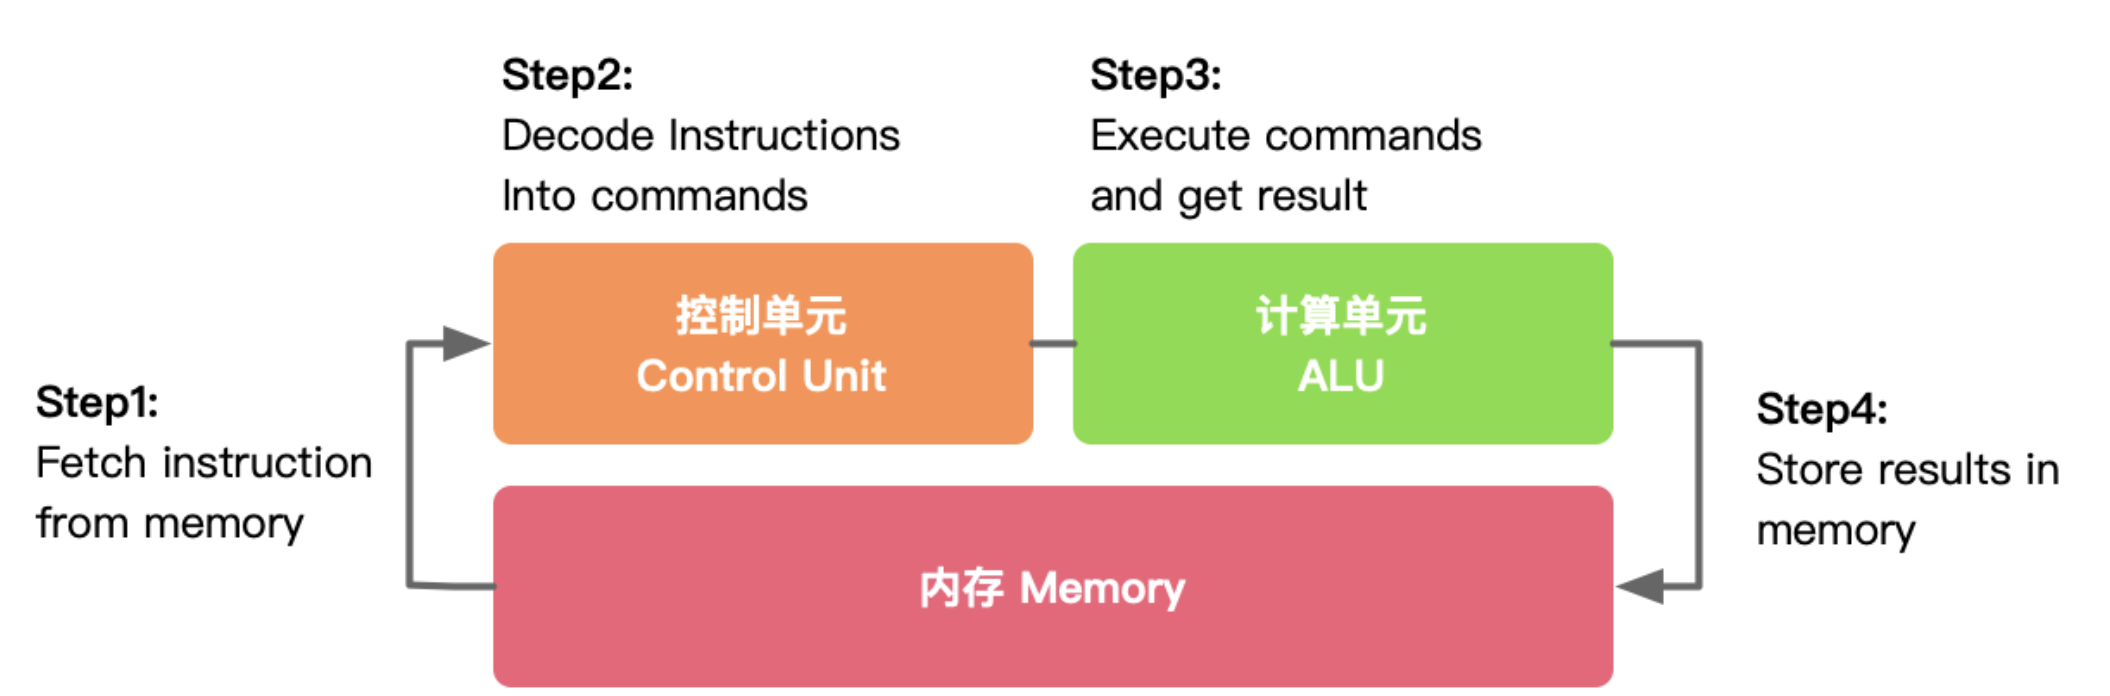 Step1:
Fetch instruction
from memory
Step2:
Decode Instructions
Into commands
控制单元
Control Unit
Step3:
Execute commands
and get result
计算单元
ALU
内存 Memory
Step4:
Store results in
memory